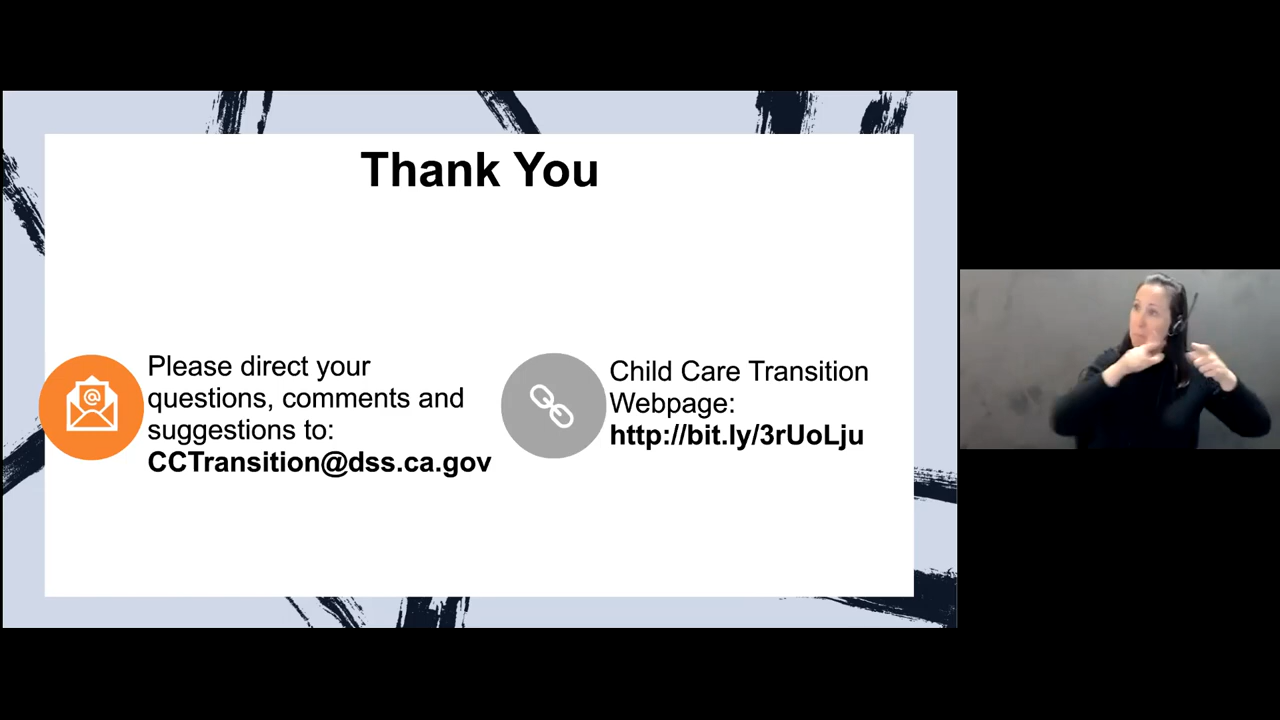 Thank You
Please direct your
questions, comments and
suggestions to:
CCTransition@dss.ca.gov
Child Care Transition
Webpage:
http://bit.ly/3rUoLju